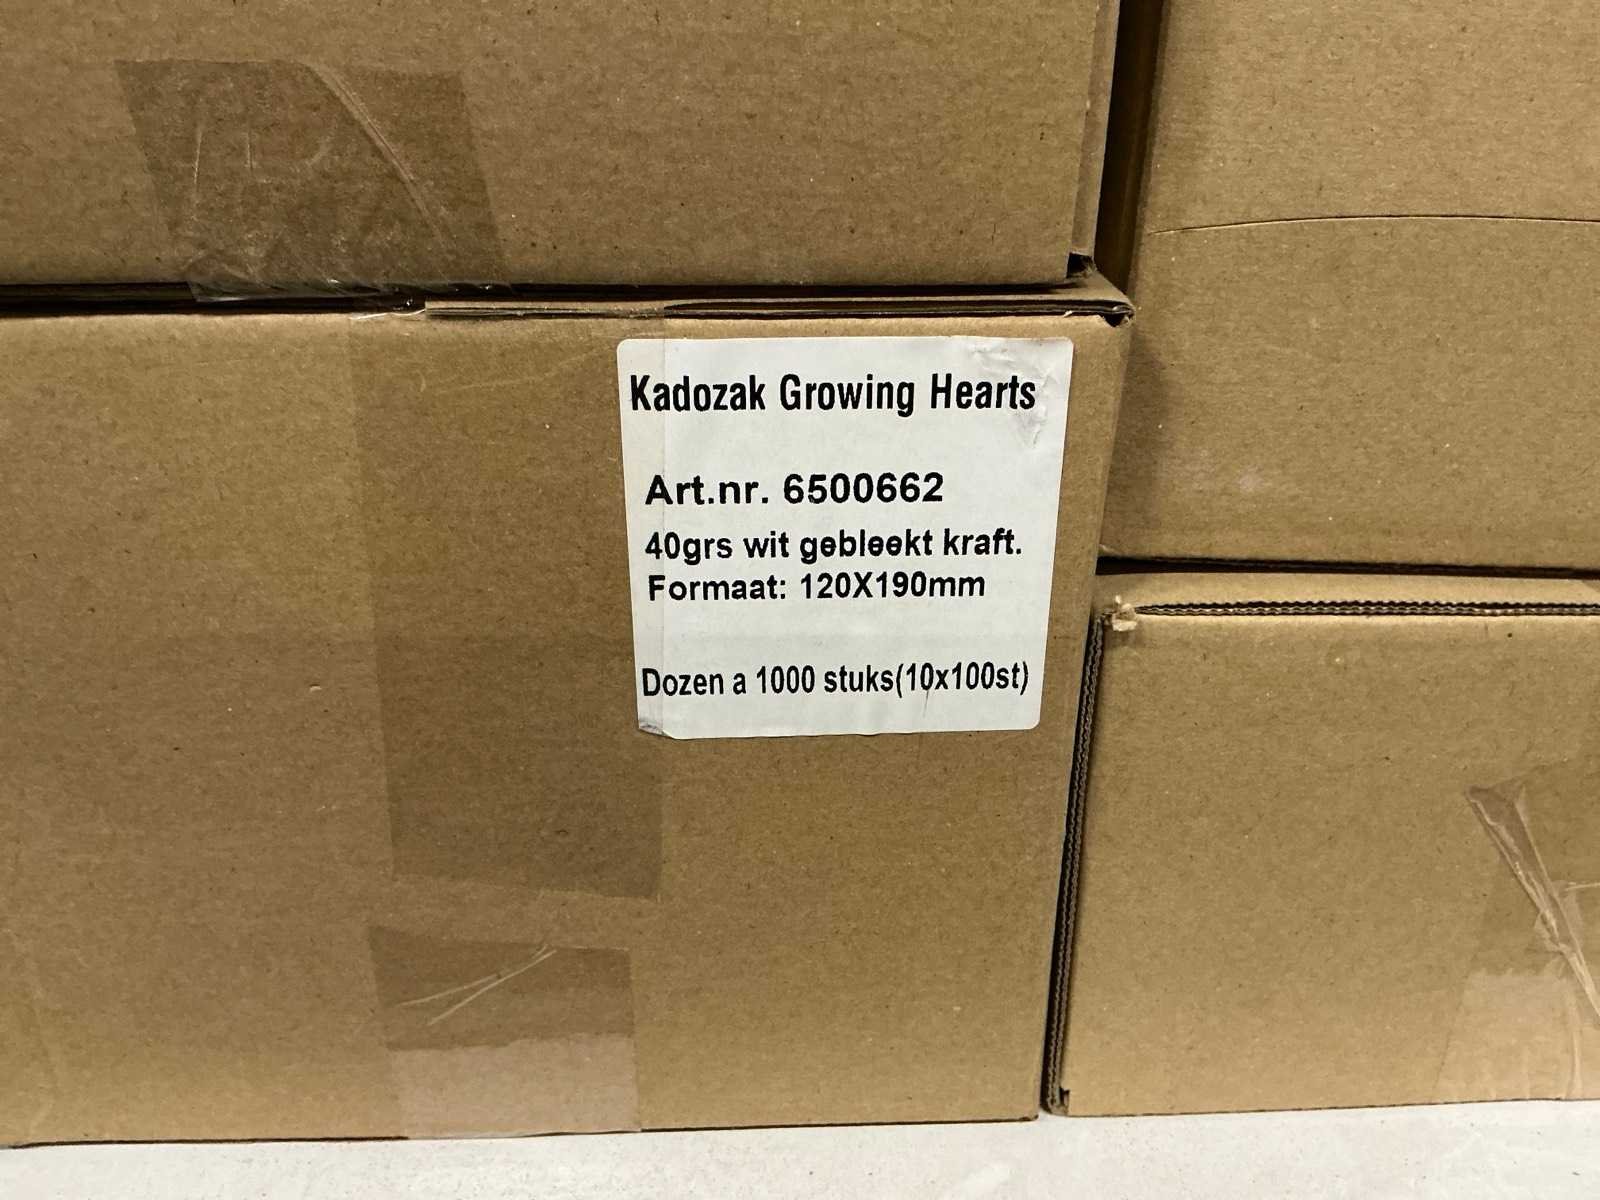 Kadozak Growing Hearts
Art.nr. 6500662
40grs wit gebleekt kraft.
Formaat: 120X190mm
Dozen a 1000 stuks(10x100st)